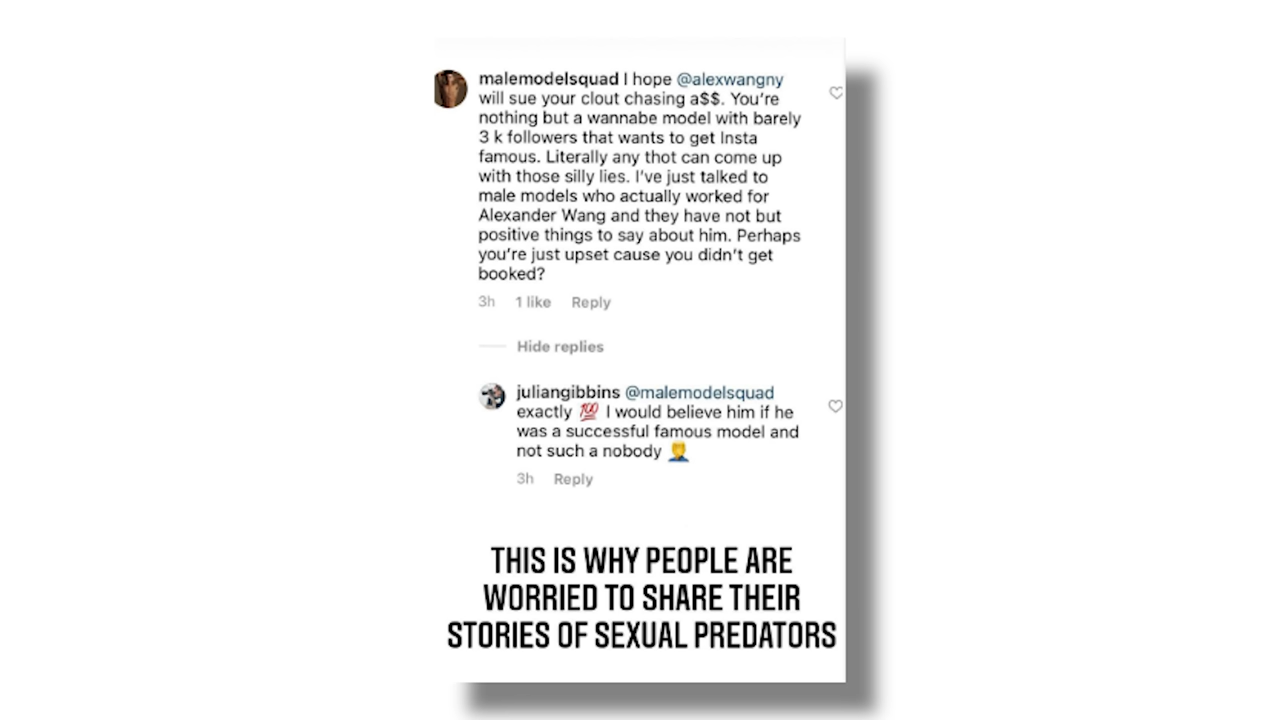 malemodelsquad I hope @alexwangny
will sue your clout chasing a$$. You're
nothing but a wannabe model with barely
3 k followers that wants to get Insta
famous. Literally any thot can come up
with those silly lies. I've just talked to
male models who actually worked for
Alexander Wang and they have not but
positive things to say about him. Perhaps
you're just upset cause you didn't get
booked?
3h 1 like Reply
Hide replies
juliangibbins @malemodelsquad
exactly 💯 I would believe him if he
was a successful famous model and
not such a nobody 🤦‍♂️
3h Reply
THIS IS WHY PEOPLE ARE
WORRIED TO SHARE THEIR
STORIES OF SEXUAL PREDATORS